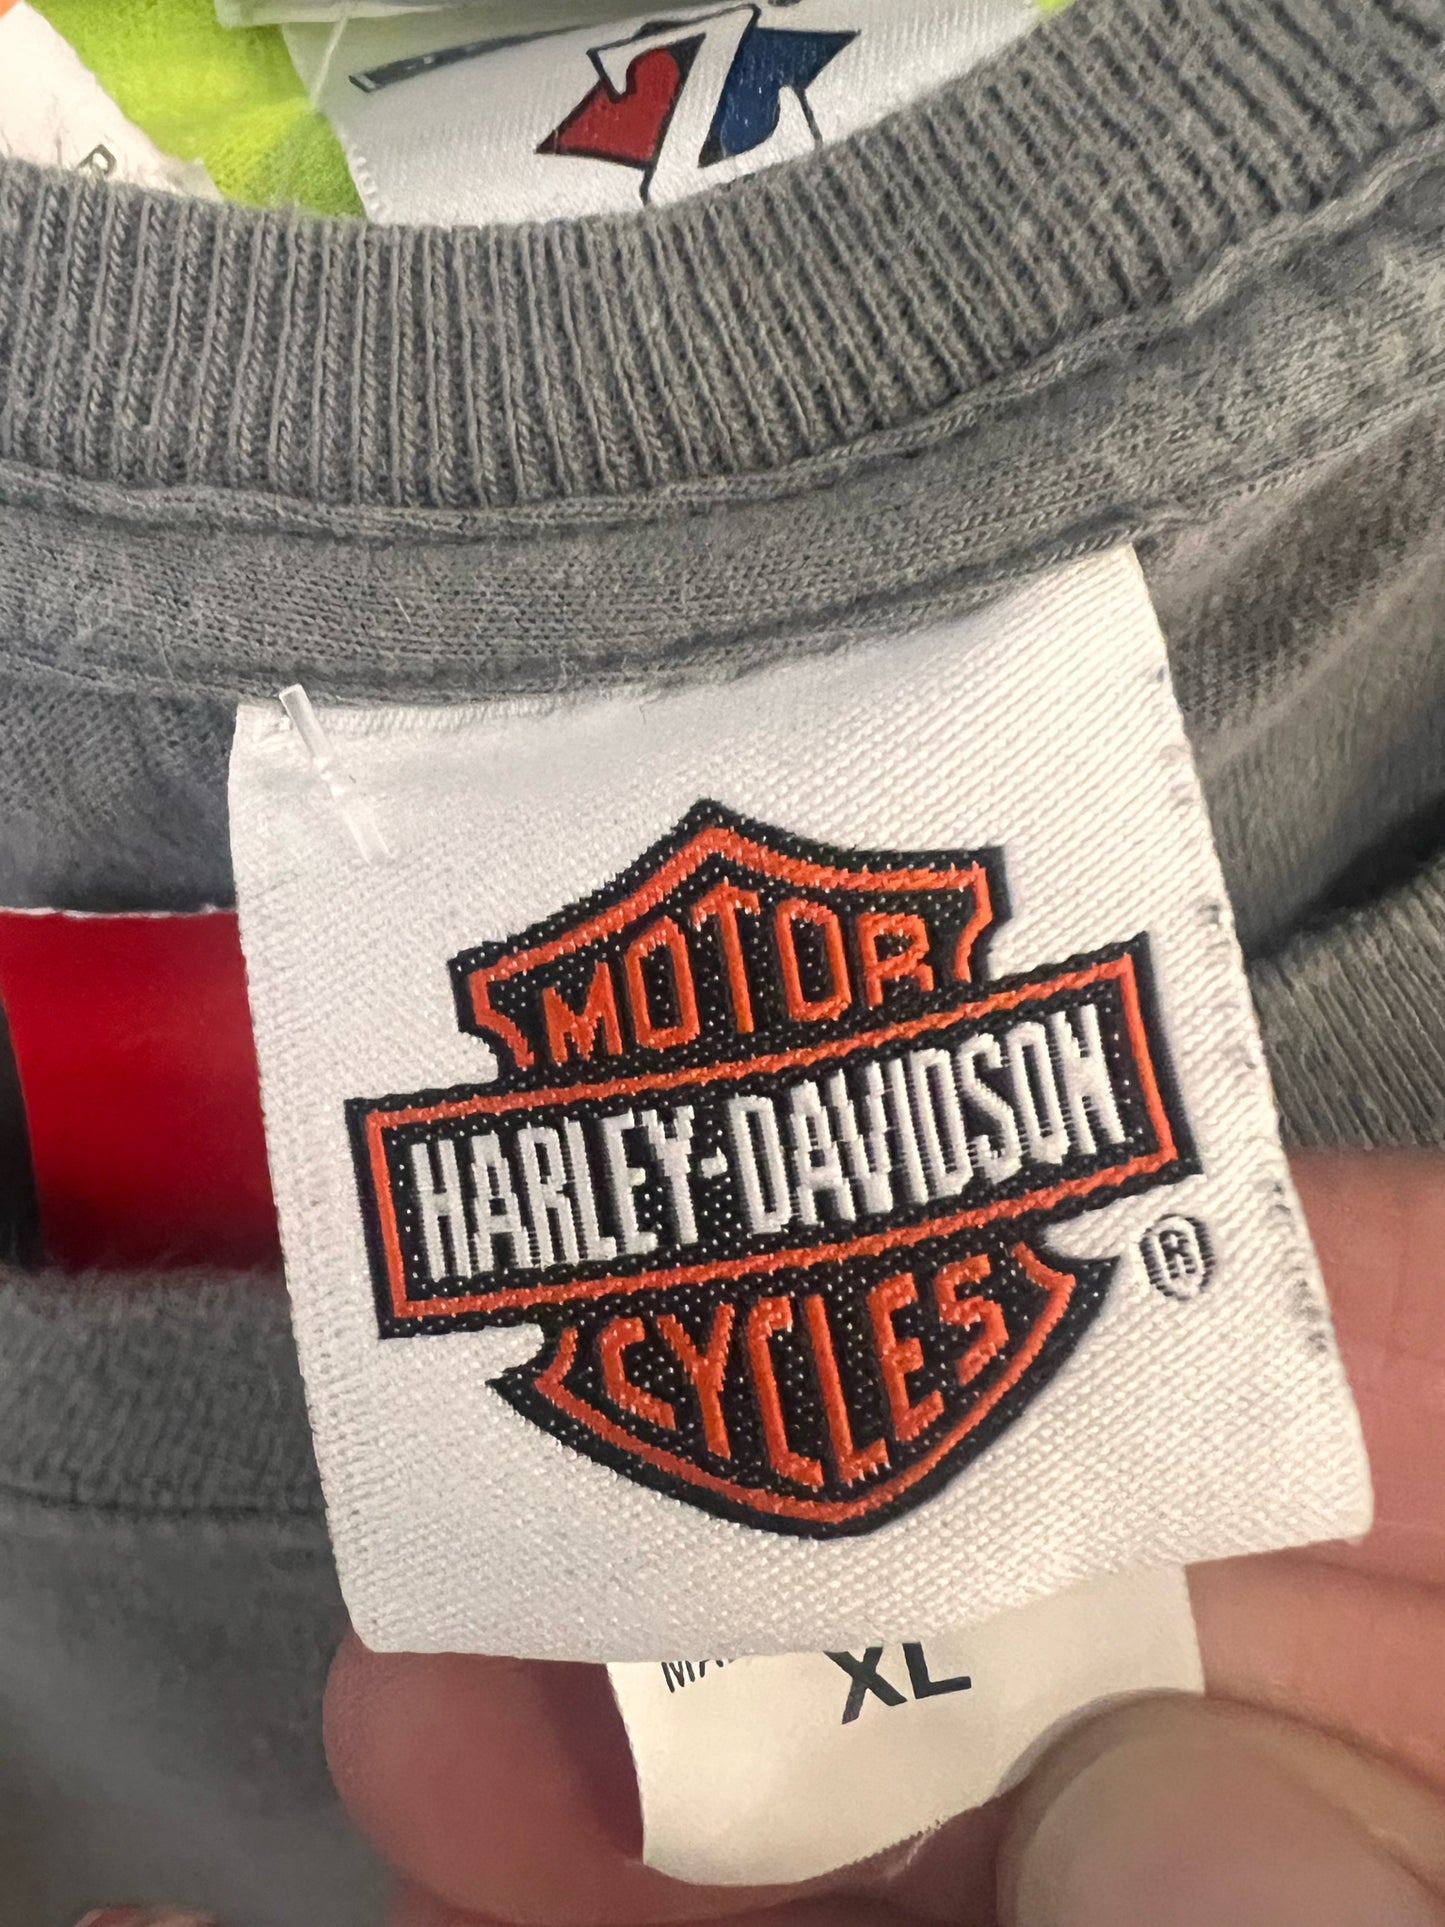 MOTOR
HARLEY-DAVIDSON
®
CYCLES
XL